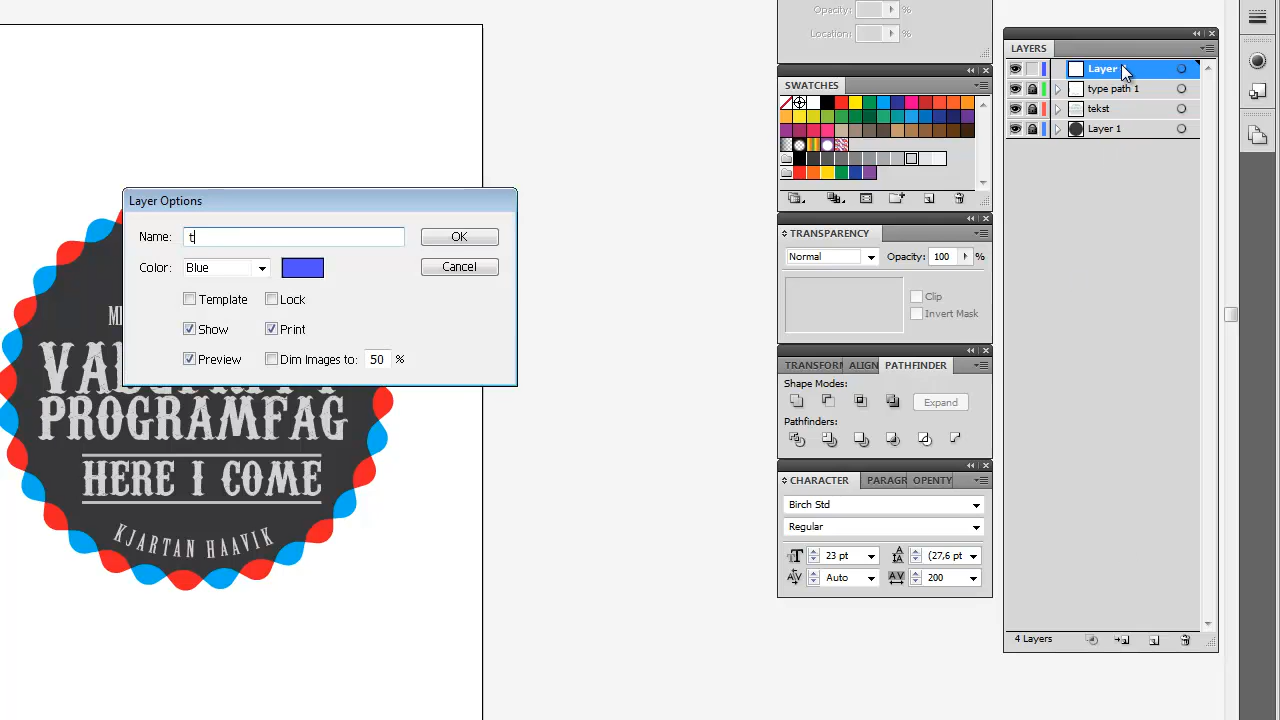 Opacity: %
Location: %
LAYERS
Layer
type path 1
tekst
Layer 1
SWATCHES
Layer Options
Name: t
OK
Color: Blue
Cancel
Template
Lock
Show
Print
Preview
Dim Images to: 50 %
TRANSPARENCY
Normal
Opacity: 100 %
Clip
Invert Mask
TRANSFORM ALIGN PATHFINDER
Shape Modes:
Expand
Pathfinders:
CHARACTER PARAGR OPENTY
Birch Std
Regular
23 pt
(27,6 pt
Auto
200
PROGRAMFAG
HERE I COME
KJARTAN HAAVIK
4 Layers